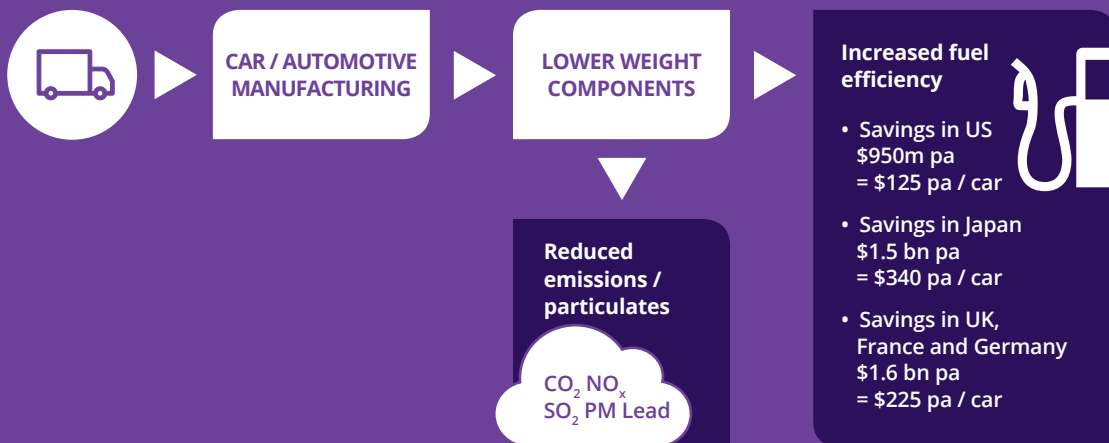 CAR / AUTOMOTIVE
MANUFACTURING
LOWER WEIGHT
COMPONENTS
Increased fuel
efficiency
• Savings in US
$950m pa
= $125 pa / car
• Savings in Japan
$1.5 bn pa
= $340 pa / car
• Savings in UK,
France and Germany
$1.6 bn pa
= $225 pa / car
Reduced
emissions /
particulates
CO₂ NOₓ
SO₂ PM Lead